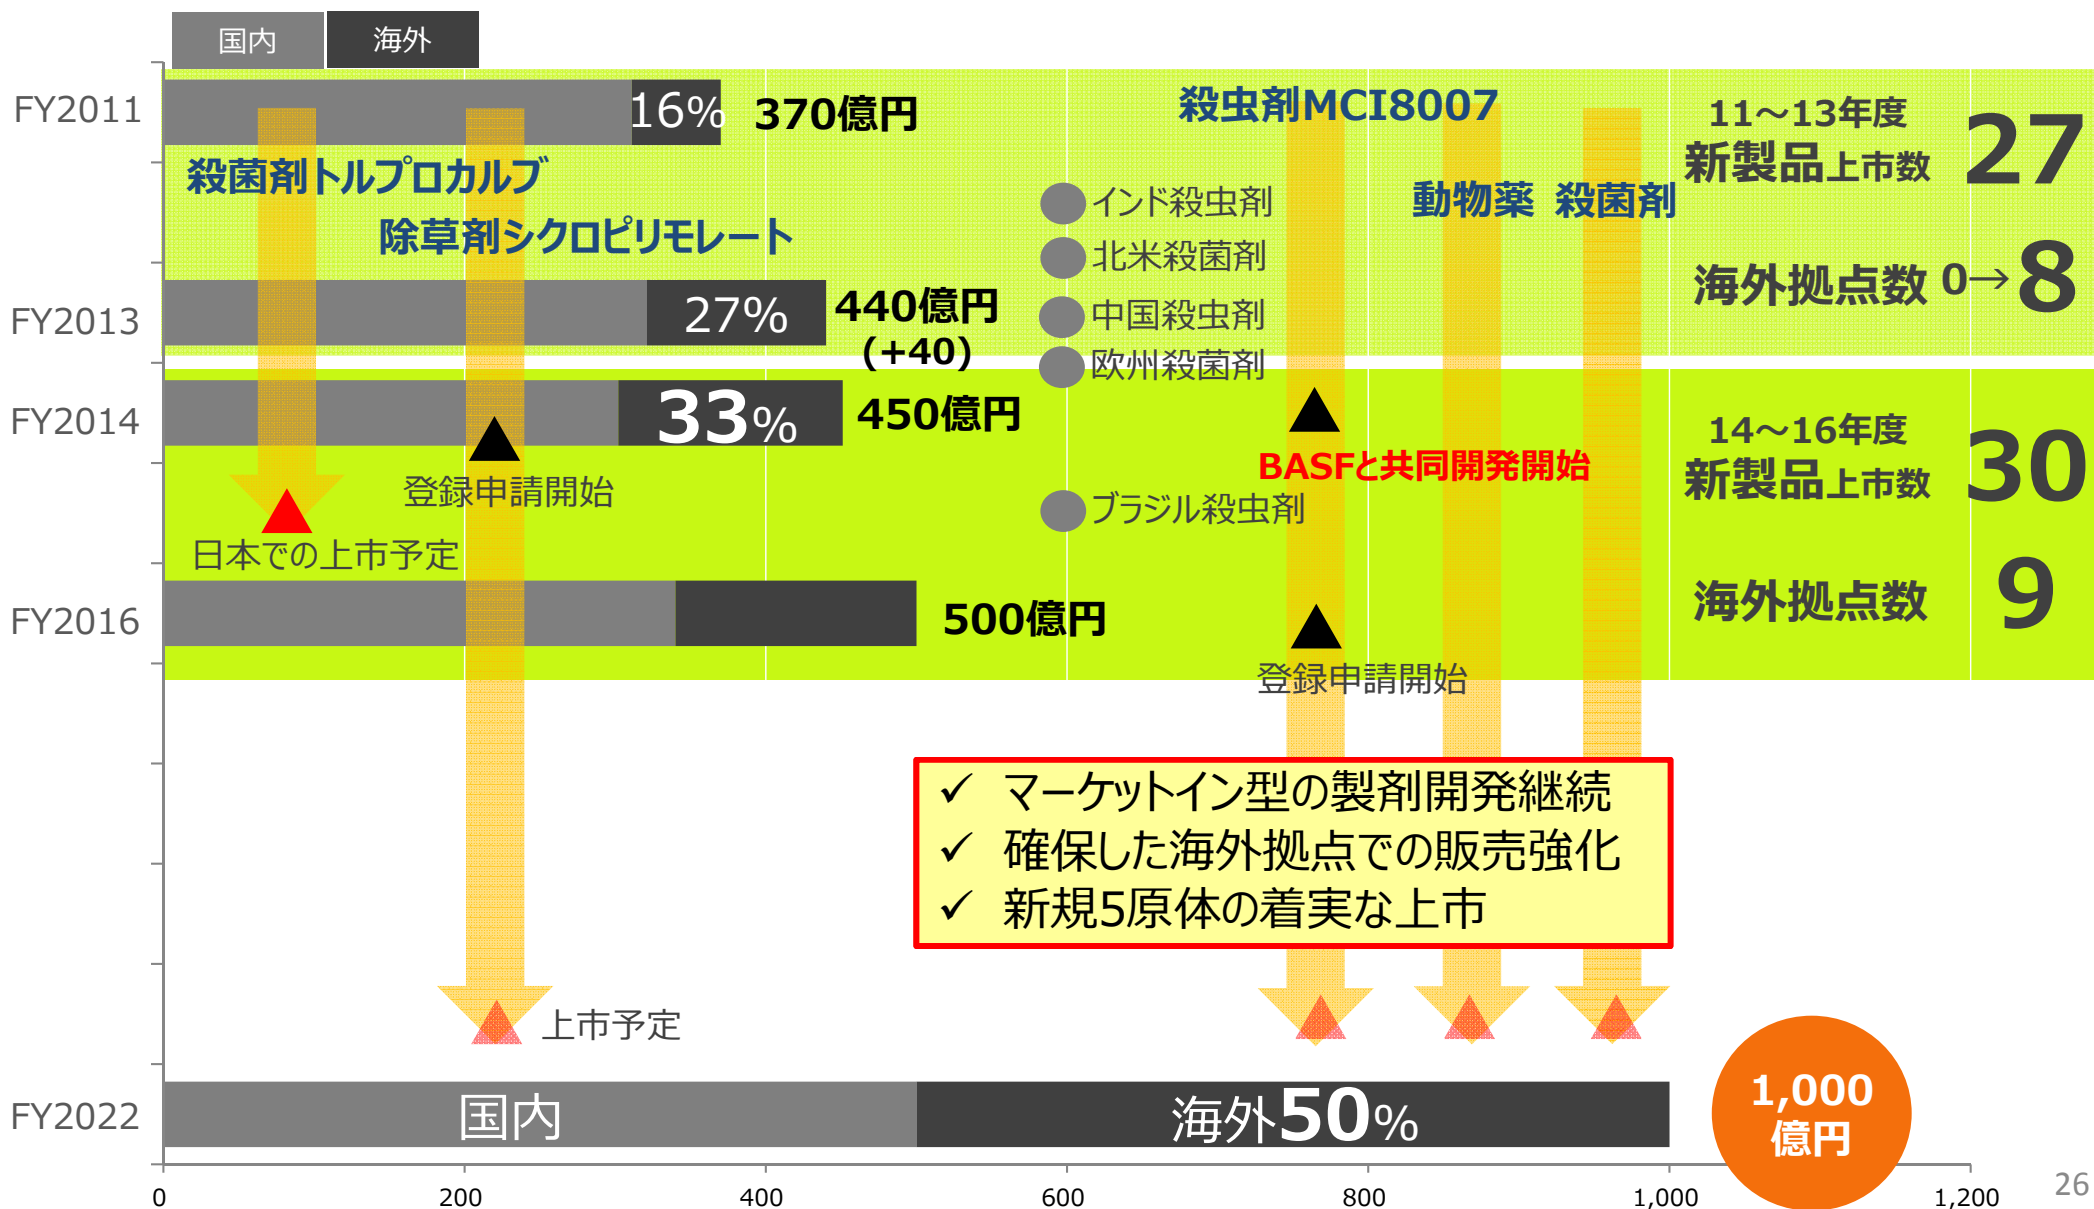 国内
海外
FY2011
16%
370億円
殺虫剤MCI8007
11～13年度
新製品上市数
27
殺菌剤トルプロカルブ
除草剤シクロピリモレート
インド殺虫剤
動物薬
殺菌剤
北米殺菌剤
海外拠点数 0→8
FY2013
27%
440億円
(+40)
中国殺虫剤
欧州殺菌剤
FY2014
33%
450億円
登録申請開始
BASFと共同開発開始
14～16年度
新製品上市数
30
ブラジル殺虫剤
日本での上市予定
FY2016
500億円
海外拠点数
9
登録申請開始
✓ マーケットイン型の製剤開発継続
✓ 確保した海外拠点での販売強化
✓ 新規5原体の着実な上市
上市予定
FY2022
国内
海外50%
1,000
億円
0
200
400
600
800
1,000
1,200
26